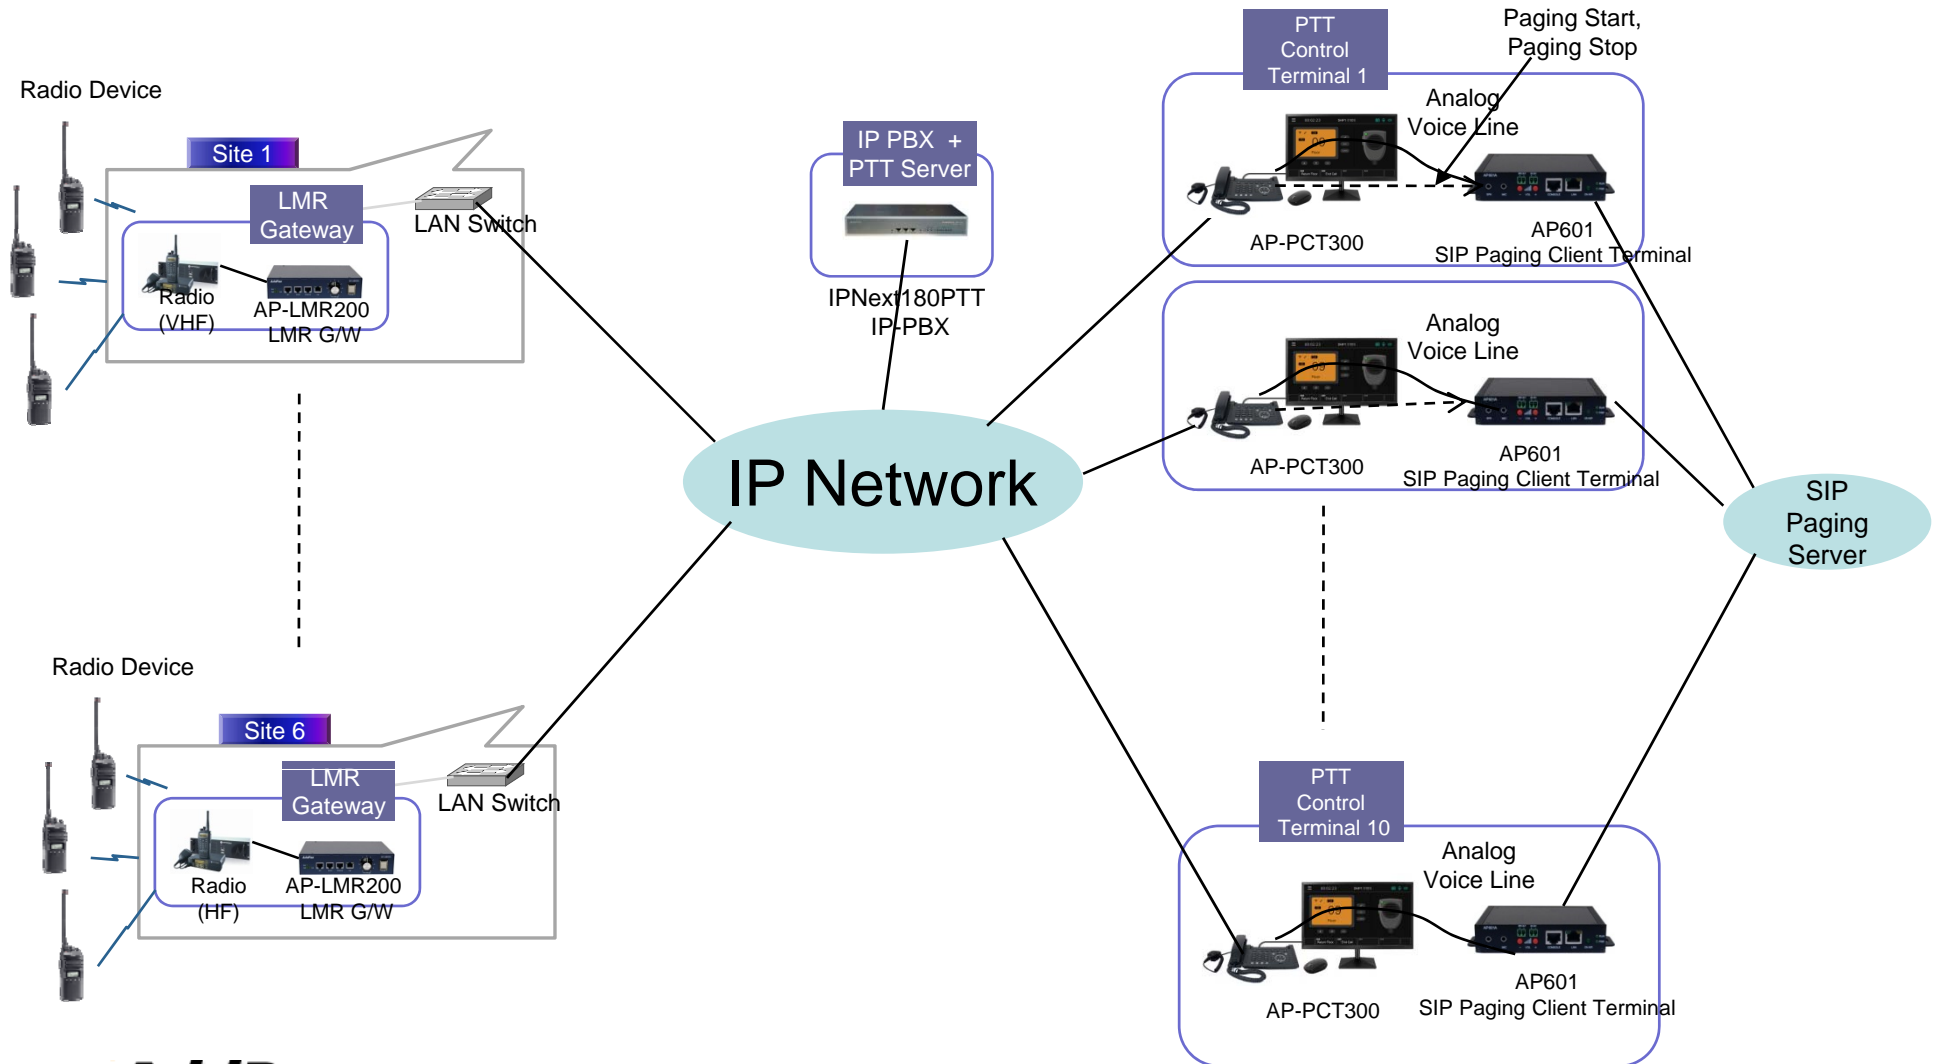 Radio Device
Site 1
LMR
Gateway
LAN Switch
Radio
(VHF)
AP-LMR200
LMR G/W
IP PBX +
PTT Server
IPNext180PTT
IP-PBX
IP Network
PTT
Control
Terminal 1
Paging Start,
Paging Stop
Analog
Voice Line
AP-PCT300
AP601
SIP Paging Client Terminal
Analog
Voice Line
AP-PCT300
AP601
SIP Paging Client Terminal
SIP
Paging
Server
Radio Device
Site 6
LMR
Gateway
LAN Switch
Radio
(HF)
AP-LMR200
LMR G/W
PTT
Control
Terminal 10
Analog
Voice Line
AP-PCT300
AP601
SIP Paging Client Terminal